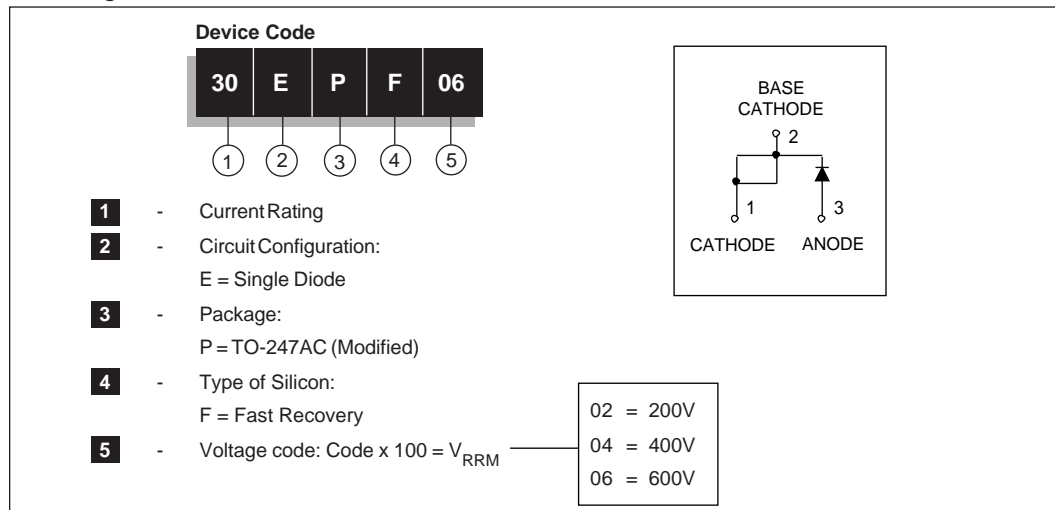 Device Code
30 E P F 06
1 2 3 4 5
1 - Current Rating
2 - Circuit Configuration:
E = Single Diode
3 - Package:
P = TO-247AC (Modified)
4 - Type of Silicon:
F = Fast Recovery
5 - Voltage code: Code x 100 = VRRM
02 = 200V
04 = 400V
06 = 600V
BASE
CATHODE
2
1 3
CATHODE ANODE